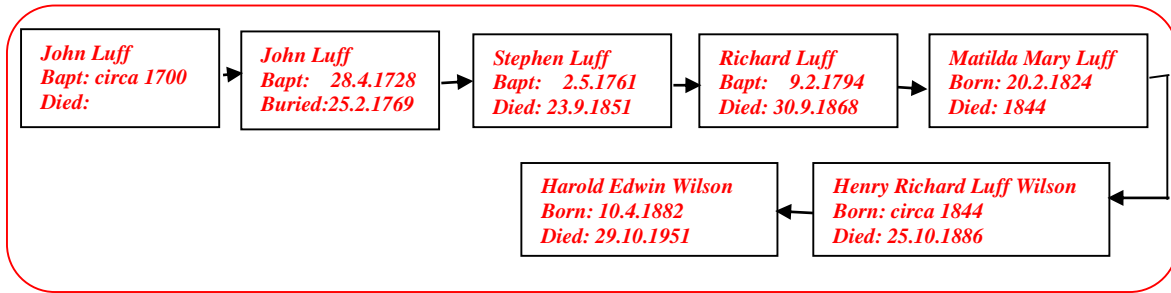 John Luff
Bapt: circa 1700
Died:
John Luff
Bapt: 28.4.1728
Buried:25.2.1769
Stephen Luff
Bapt: 2.5.1761
Died: 23.9.1851
Richard Luff
Bapt: 9.2.1794
Died: 30.9.1868
Matilda Mary Luff
Born: 20.2.1824
Died: 1844
Henry Richard Luff Wilson
Born: circa 1844
Died: 25.10.1886
Harold Edwin Wilson
Born: 10.4.1882
Died: 29.10.1951